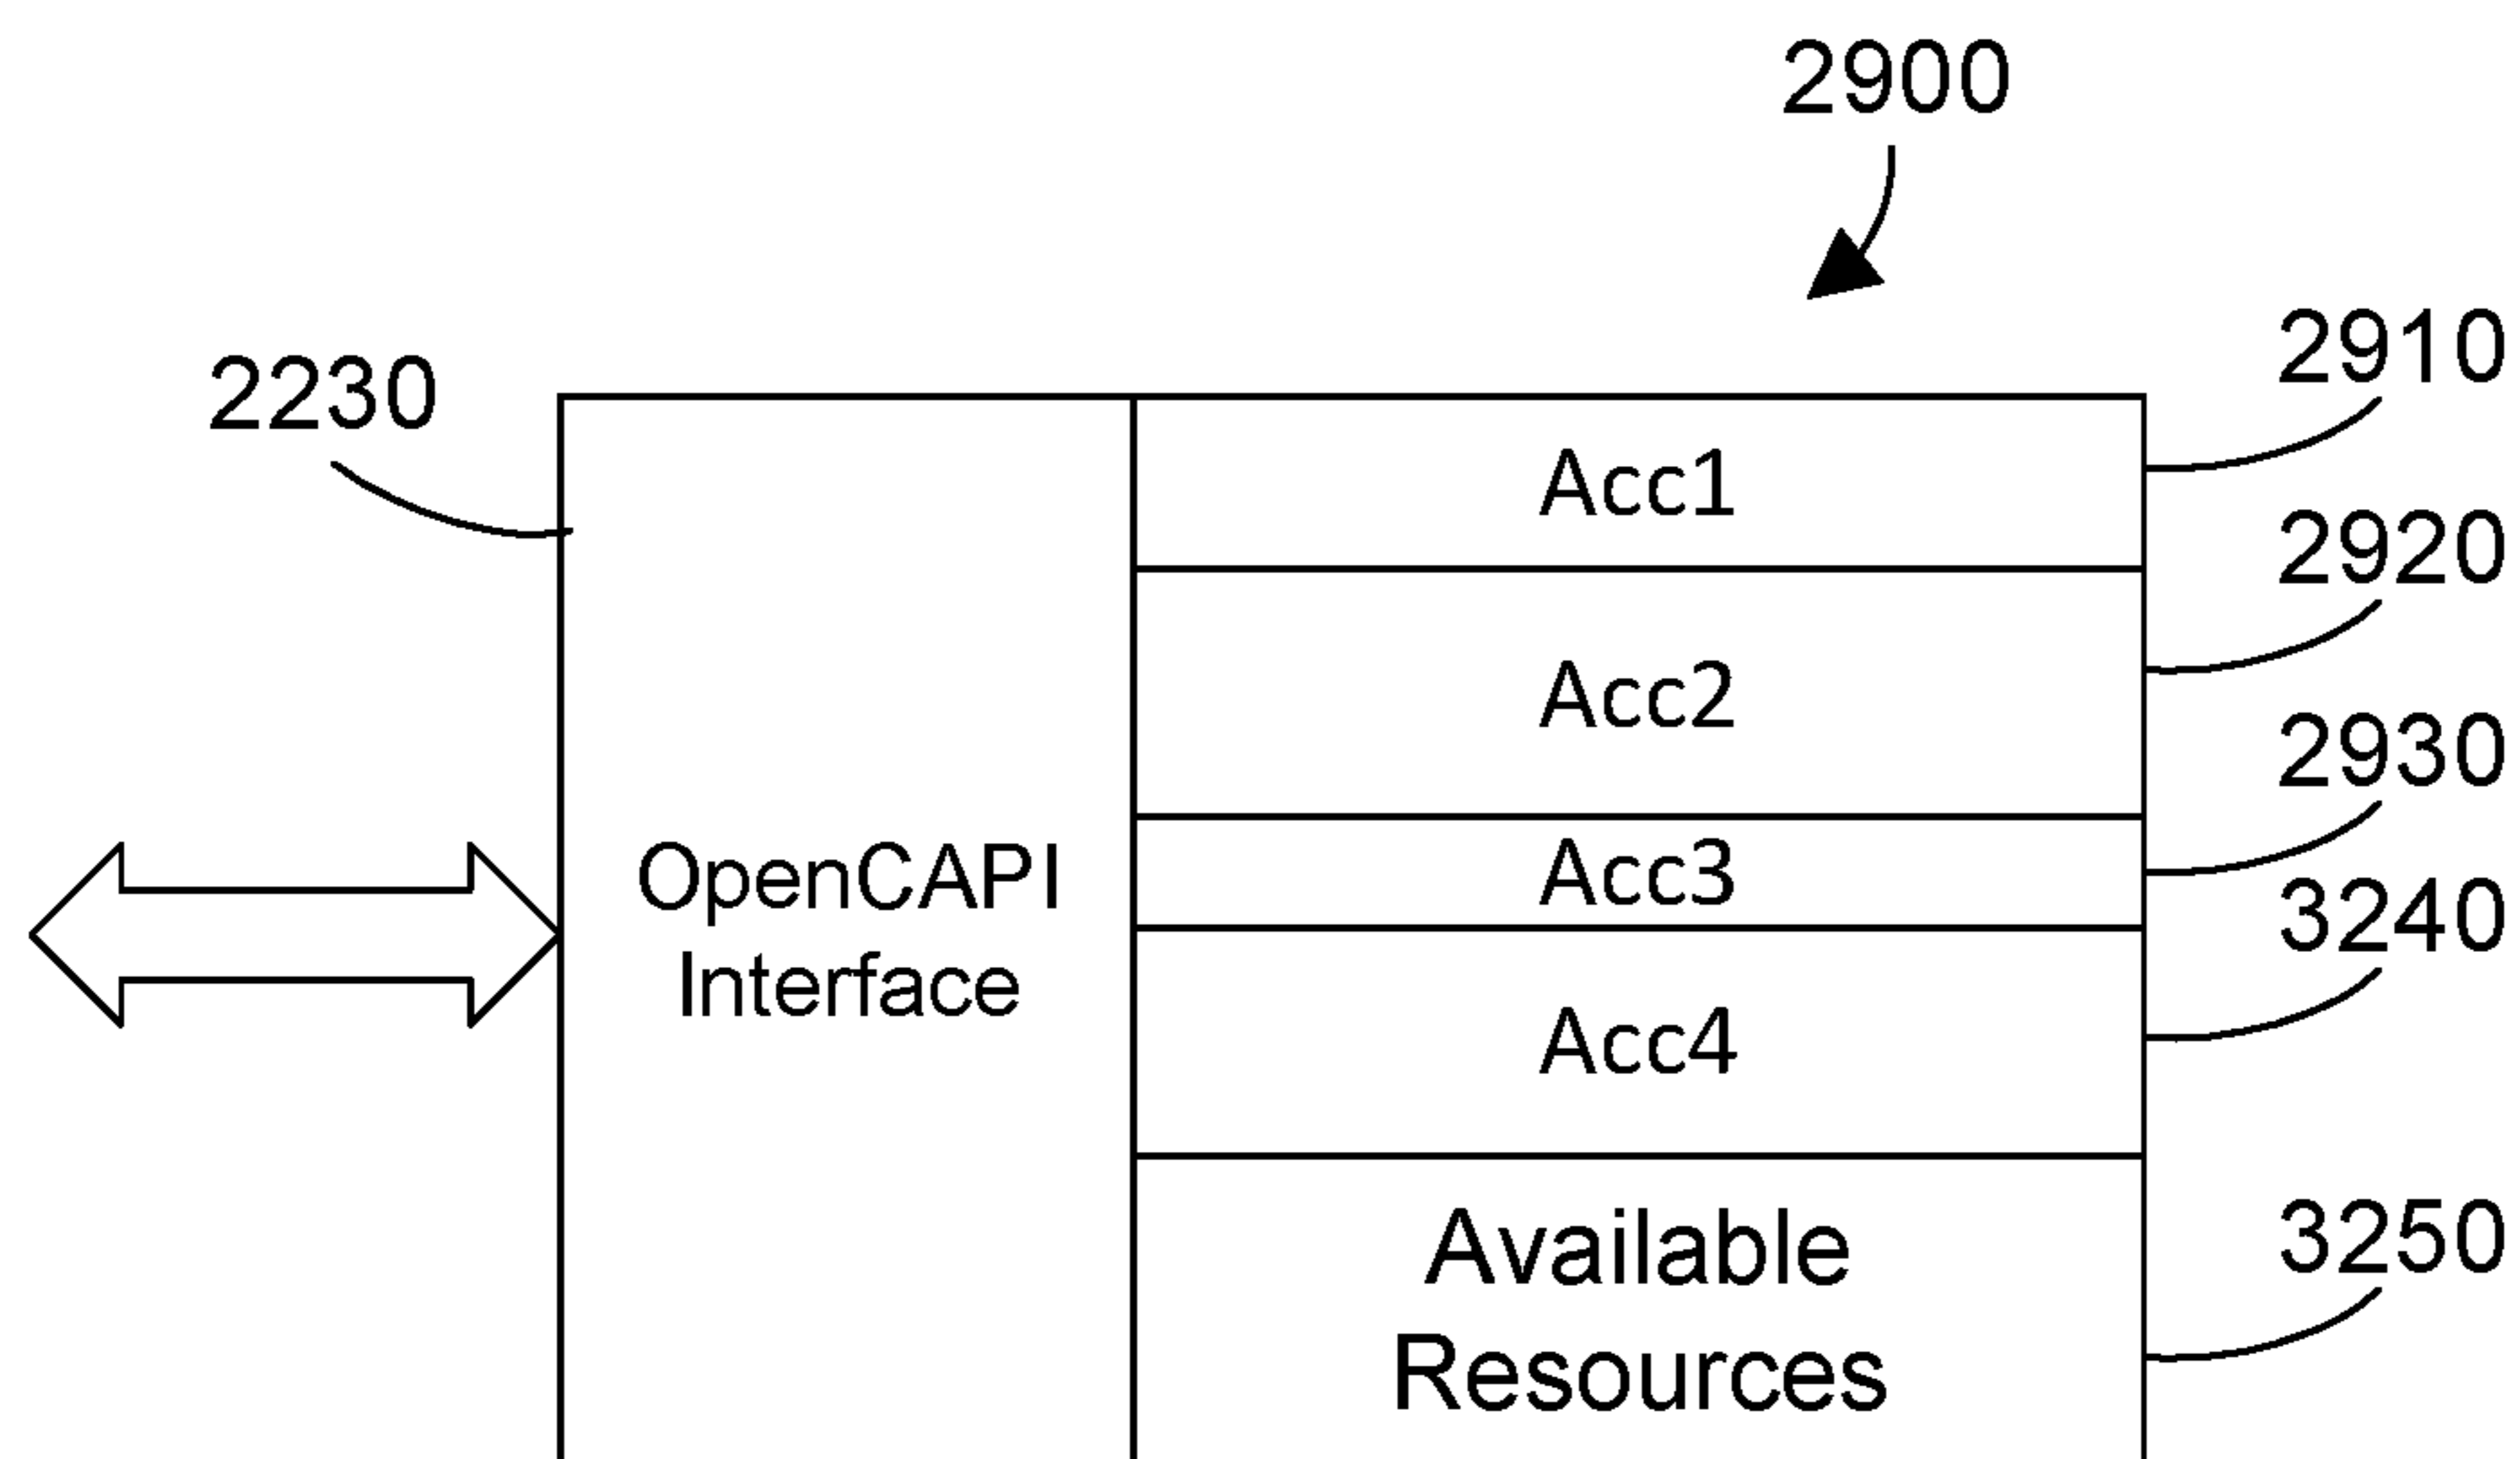 2900
2910
2230
Acc1
2920
Acc2
2930
Acc3
3240
OpenCAPI
Interface
Acc4
3250
Available
Resources